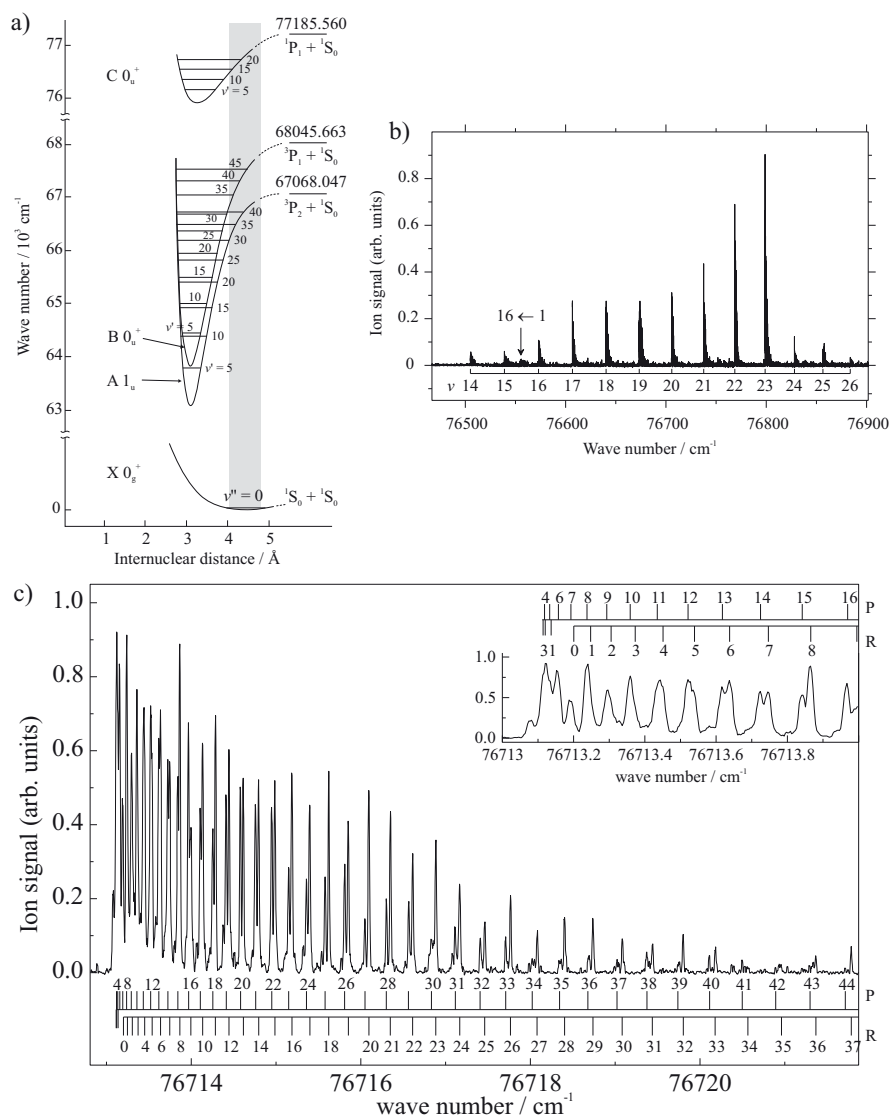 a)
77185.560
¹P₁ + ¹S₀
77
76
C 0ᵤ⁺
20
15
10
v' = 5
68045.663
³P₁ + ¹S₀
67068.047
³P₂ + ¹S₀
68
67
66
65
64
63
0
Wave number / 10³ cm⁻¹
45
40
35
30
25
20
15
10
v' = 5
40
35
30
25
20
15
10
v' = 5
B 0ᵤ⁺
A 1ᵤ
X 0g⁺
v'' = 0
¹S₀ + ¹S₀
1 2 3 4 5
Internuclear distance / Å
b)
Ion signal (arb. units)
0.8
0.6
0.4
0.2
0
16 ← 1
v 14 15 16 17 18 19 20 21 22 23 24 25 26
76500 76600 76700 76800 76900
Wave number / cm⁻¹
c)
Ion signal (arb. units)
1.0
0.8
0.6
0.4
0.2
0.0
4 6 7 8 9 10 11 12 13 14 15 16 P
R
31 0 1 2 3 4 5 6 7 8
1.0
0.5
0.0
76713 76713.2 76713.4 76713.6 76713.8
wave number / cm⁻¹
4 8 12 16 18 20 22 24 26 28 30 31 32 33 34 35 36 37 38 39 40 41 42 43 44 P
R
0 4 6 8 10 12 14 16 18 20 21 22 23 24 25 26 27 28 29 30 31 32 33 34 35 36 37
76714 76716 76718 76720
wave number / cm⁻¹